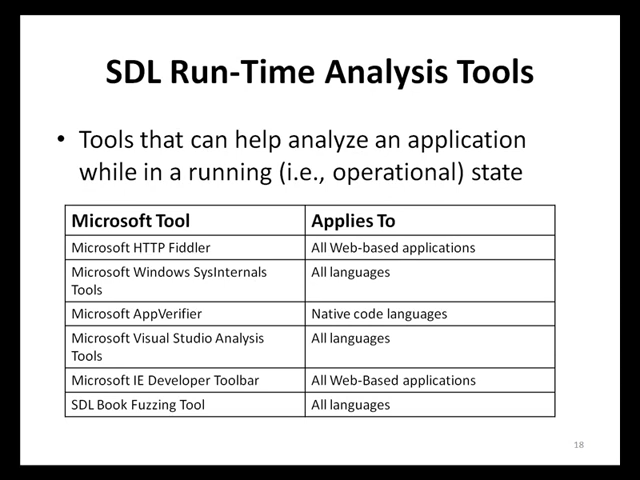 SDL Run-Time Analysis Tools
• Tools that can help analyze an application
while in a running (i.e., operational) state
Microsoft Tool Applies To
Microsoft HTTP Fiddler All Web-based applications
Microsoft Windows SysInternals All languages
Tools
Microsoft AppVerifier Native code languages
Microsoft Visual Studio Analysis All languages
Tools
Microsoft IE Developer Toolbar All Web-Based applications
SDL Book Fuzzing Tool All languages
18